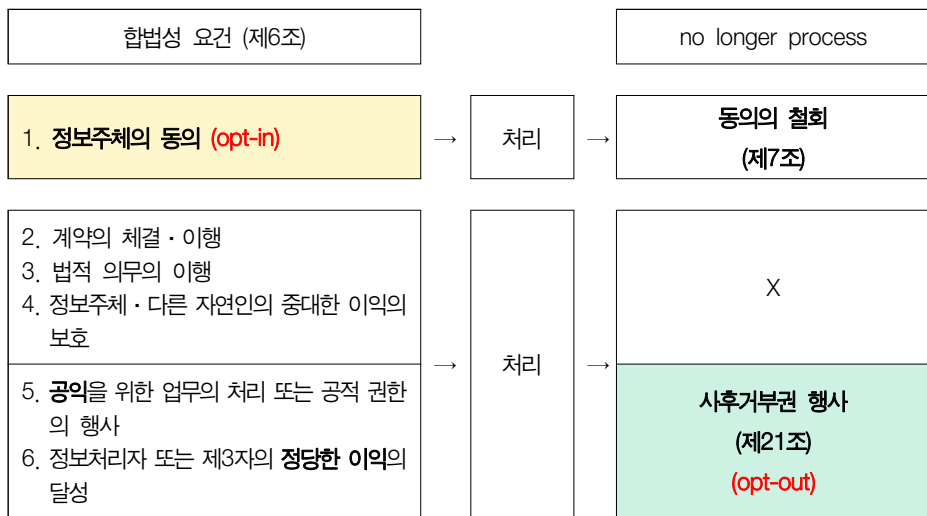 합법성 요건 (제6조)
no longer process
1. 정보주체의 동의 (opt-in)
→
처리
→
동의의 철회
(제7조)
2. 계약의 체결・이행
3. 법적 의무의 이행
4. 정보주체・다른 자연인의 중대한 이익의
보호
5. 공익을 위한 업무의 처리 또는 공적 권한
의 행사
6. 정보처리자 또는 제3자의 정당한 이익의
달성
→
처리
→
X
사후거부권 행사
(제21조)
(opt-out)